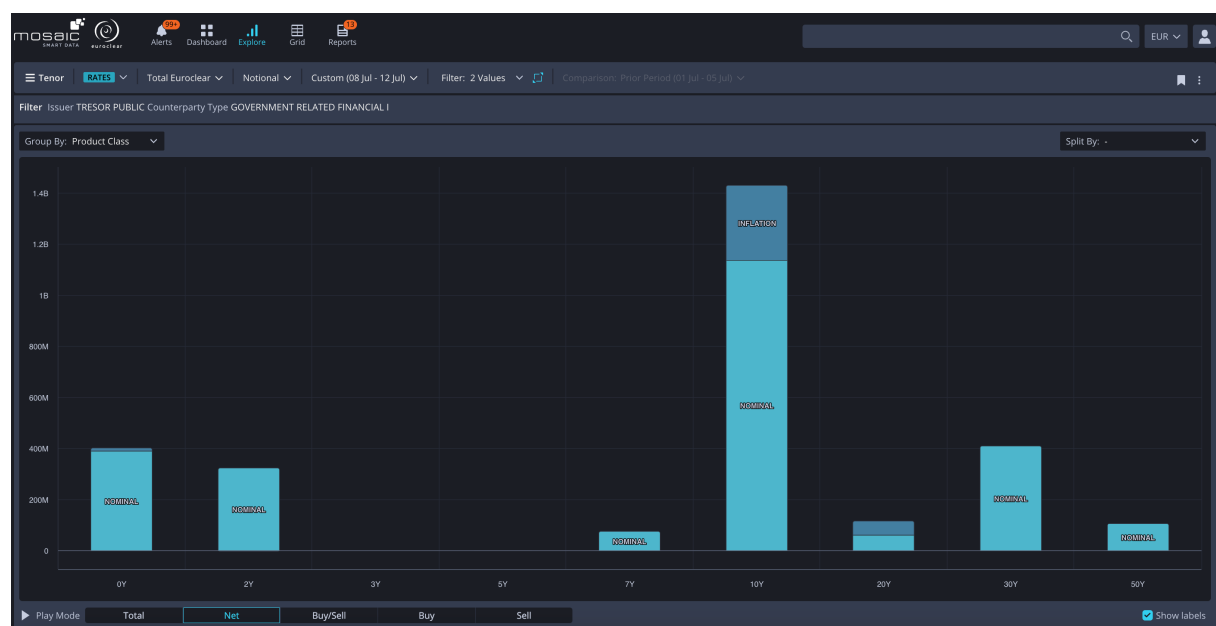 mosaic
SMART DATA
euroclear
99+
Alerts
Dashboard
Explore
Grid
13
Reports
EUR
Tenor
RATES
Total Euroclear
Notional
Custom (08 Jul - 12 Jul)
Filter: 2 Values
Comparison: Prior Period (01 Jul - 05 Jul)
Filter Issuer TRESOR PUBLIC Counterparty Type GOVERNMENT RELATED FINANCIAL I
Group By: Product Class
Split By: -
1.4B
1.2B
1B
800M
600M
400M
200M
0
NOMINAL
NOMINAL
NOMINAL
INFLATION
NOMINAL
NOMINAL
NOMINAL
0Y 2Y 3Y 5Y 7Y 10Y 20Y 30Y 50Y
Play Mode Total Net Buy/Sell Buy Sell
Show labels